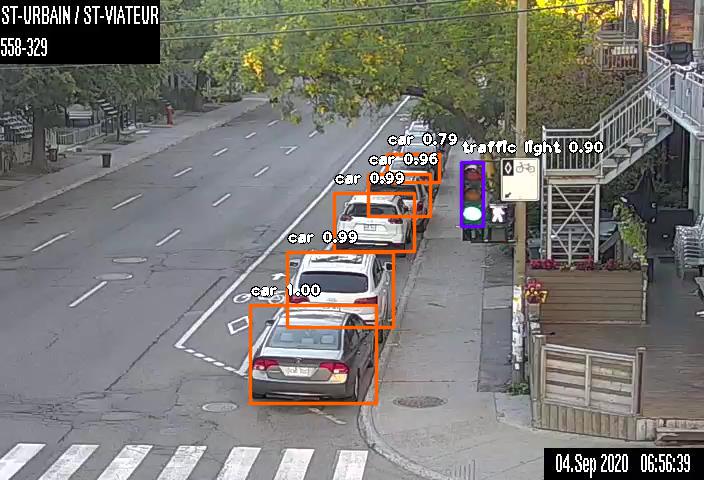 ST-URBAIN / ST-VIATEUR
558-329
car 0.79
traffic light 0.90
car 0.96
car 0.99
car 0.99
car 1.00
04.Sep 2020 06:56:39